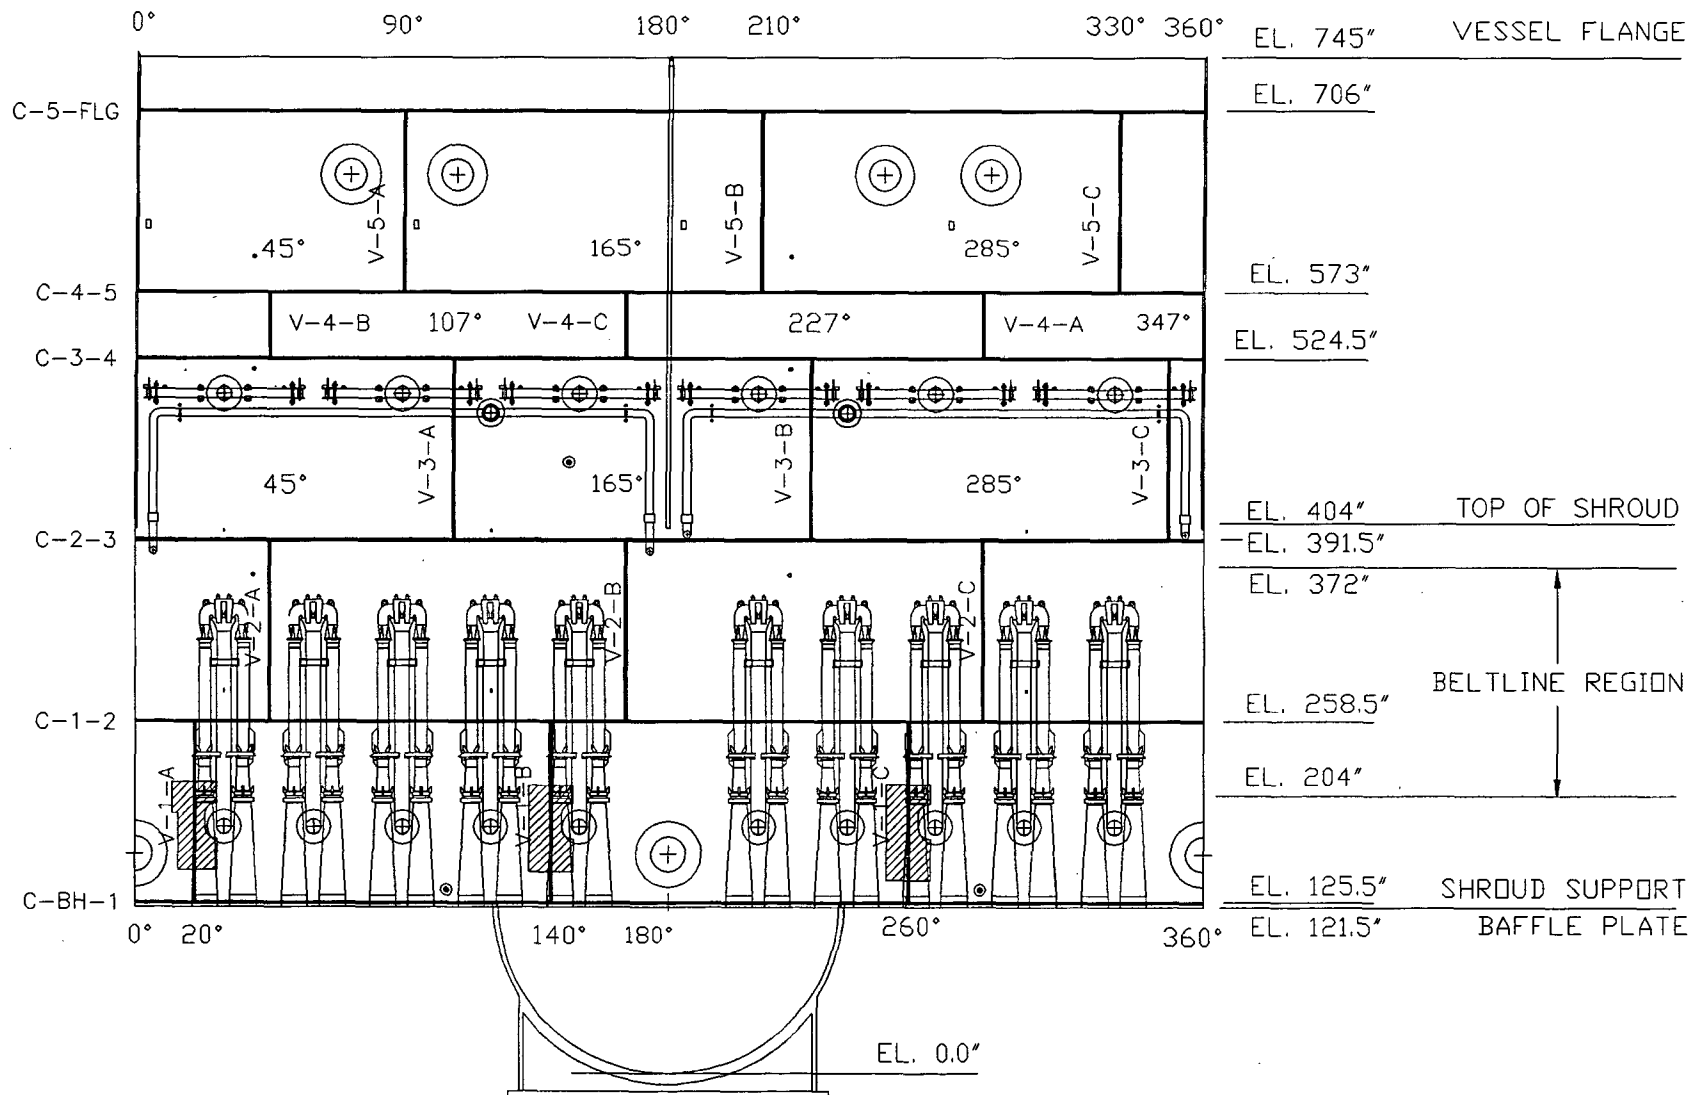 0° 90° 180° 210° 330° 360°
EL. 745" VESSEL FLANGE
EL. 706"
C-5-FLG
V-5-A V-5-B V-5-C
45° 165° 285°
EL. 573"
C-4-5
V-4-B 107° V-4-C 227° V-4-A 347°
EL. 524.5"
C-3-4
V-3-A V-3-B V-3-C
45° 165° 285°
EL. 404" TOP OF SHROUD
C-2-3
EL. 391.5"
EL. 372"
V-2-A V-2-B V-2-C
BELTLINE REGION
EL. 258.5"
C-1-2
EL. 204"
V-1-A V-1-B V-1-C
EL. 125.5" SHROUD SUPPORT
C-BH-1
0° 20° 140° 180° 260° 360°
EL. 121.5" BAFFLE PLATE
EL. 0.0"